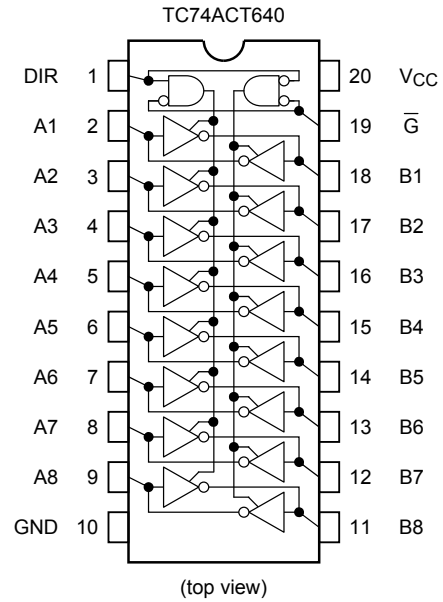 TC74ACT640
DIR 1 20 VCC
A1 2 19 G̅
A2 3 18 B1
A3 4 17 B2
A4 5 16 B3
A5 6 15 B4
A6 7 14 B5
A7 8 13 B6
A8 9 12 B7
GND 10 11 B8
(top view)